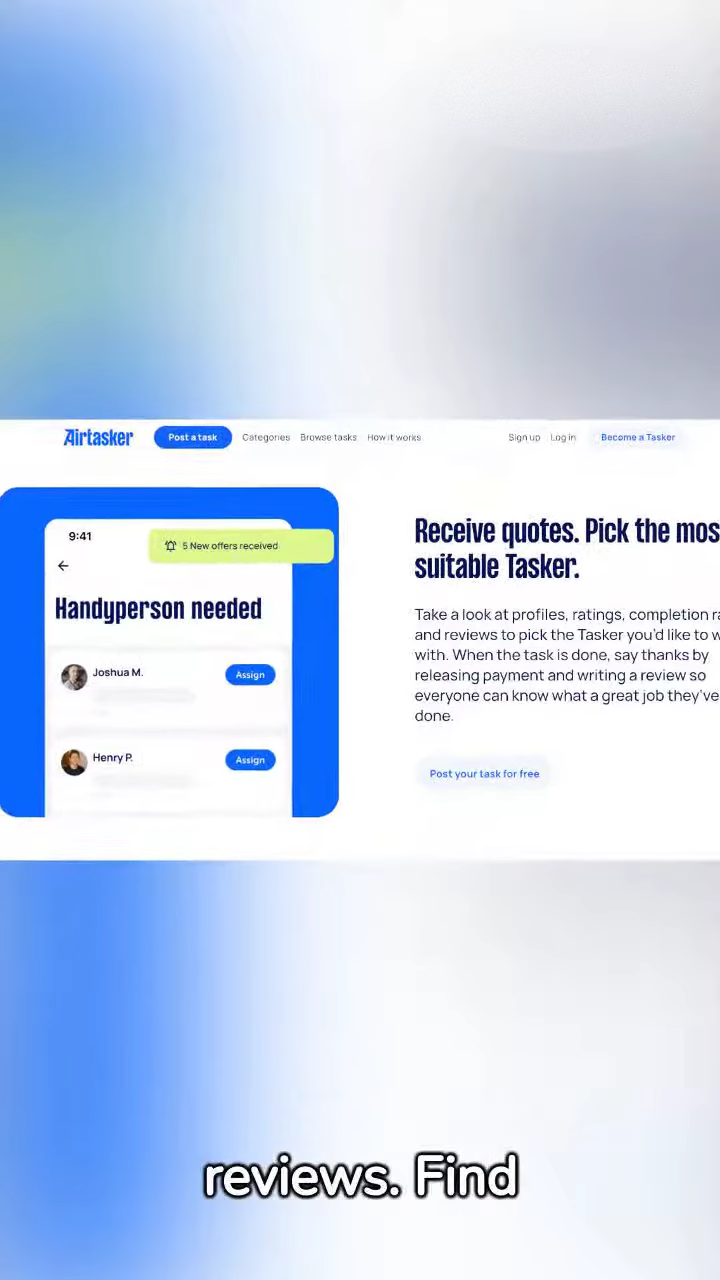 Airtasker
Post a task
Categories
Browse tasks
How it works
Sign up
Log in
Become a Tasker
9:41
5 New offers received
Handyperson needed
Joshua M.
Assign
Henry P.
Assign
Receive quotes. Pick the mos
suitable Tasker.
Take a look at profiles, ratings, completion ra
and reviews to pick the Tasker you'd like to w
with. When the task is done, say thanks by
releasing payment and writing a review so
everyone can know what a great job they've
done.
Post your task for free
reviews. Find